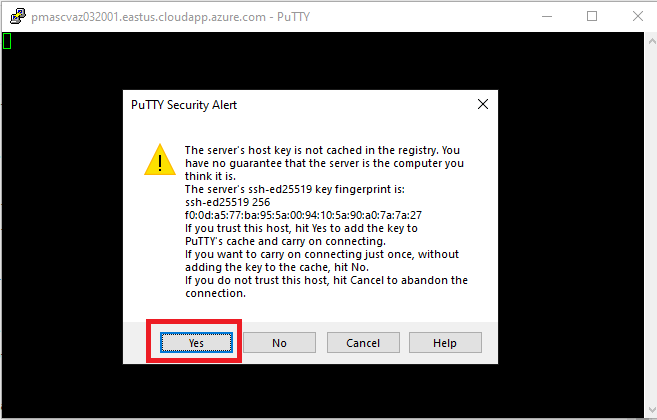 pmascvaz032001.eastus.cloudapp.azure.com - PuTTY
PuTTY Security Alert
The server's host key is not cached in the registry. You
have no guarantee that the server is the computer you
think it is.
The server's ssh-ed25519 key fingerprint is:
ssh-ed25519 256
f0:0d:a5:77:ba:95:5a:00:94:10:5a:90:a0:7a:7a:27
If you trust this host, hit Yes to add the key to
PuTTY's cache and carry on connecting.
If you want to carry on connecting just once, without
adding the key to the cache, hit No.
If you do not trust this host, hit Cancel to abandon the
connection.
Yes No Cancel Help